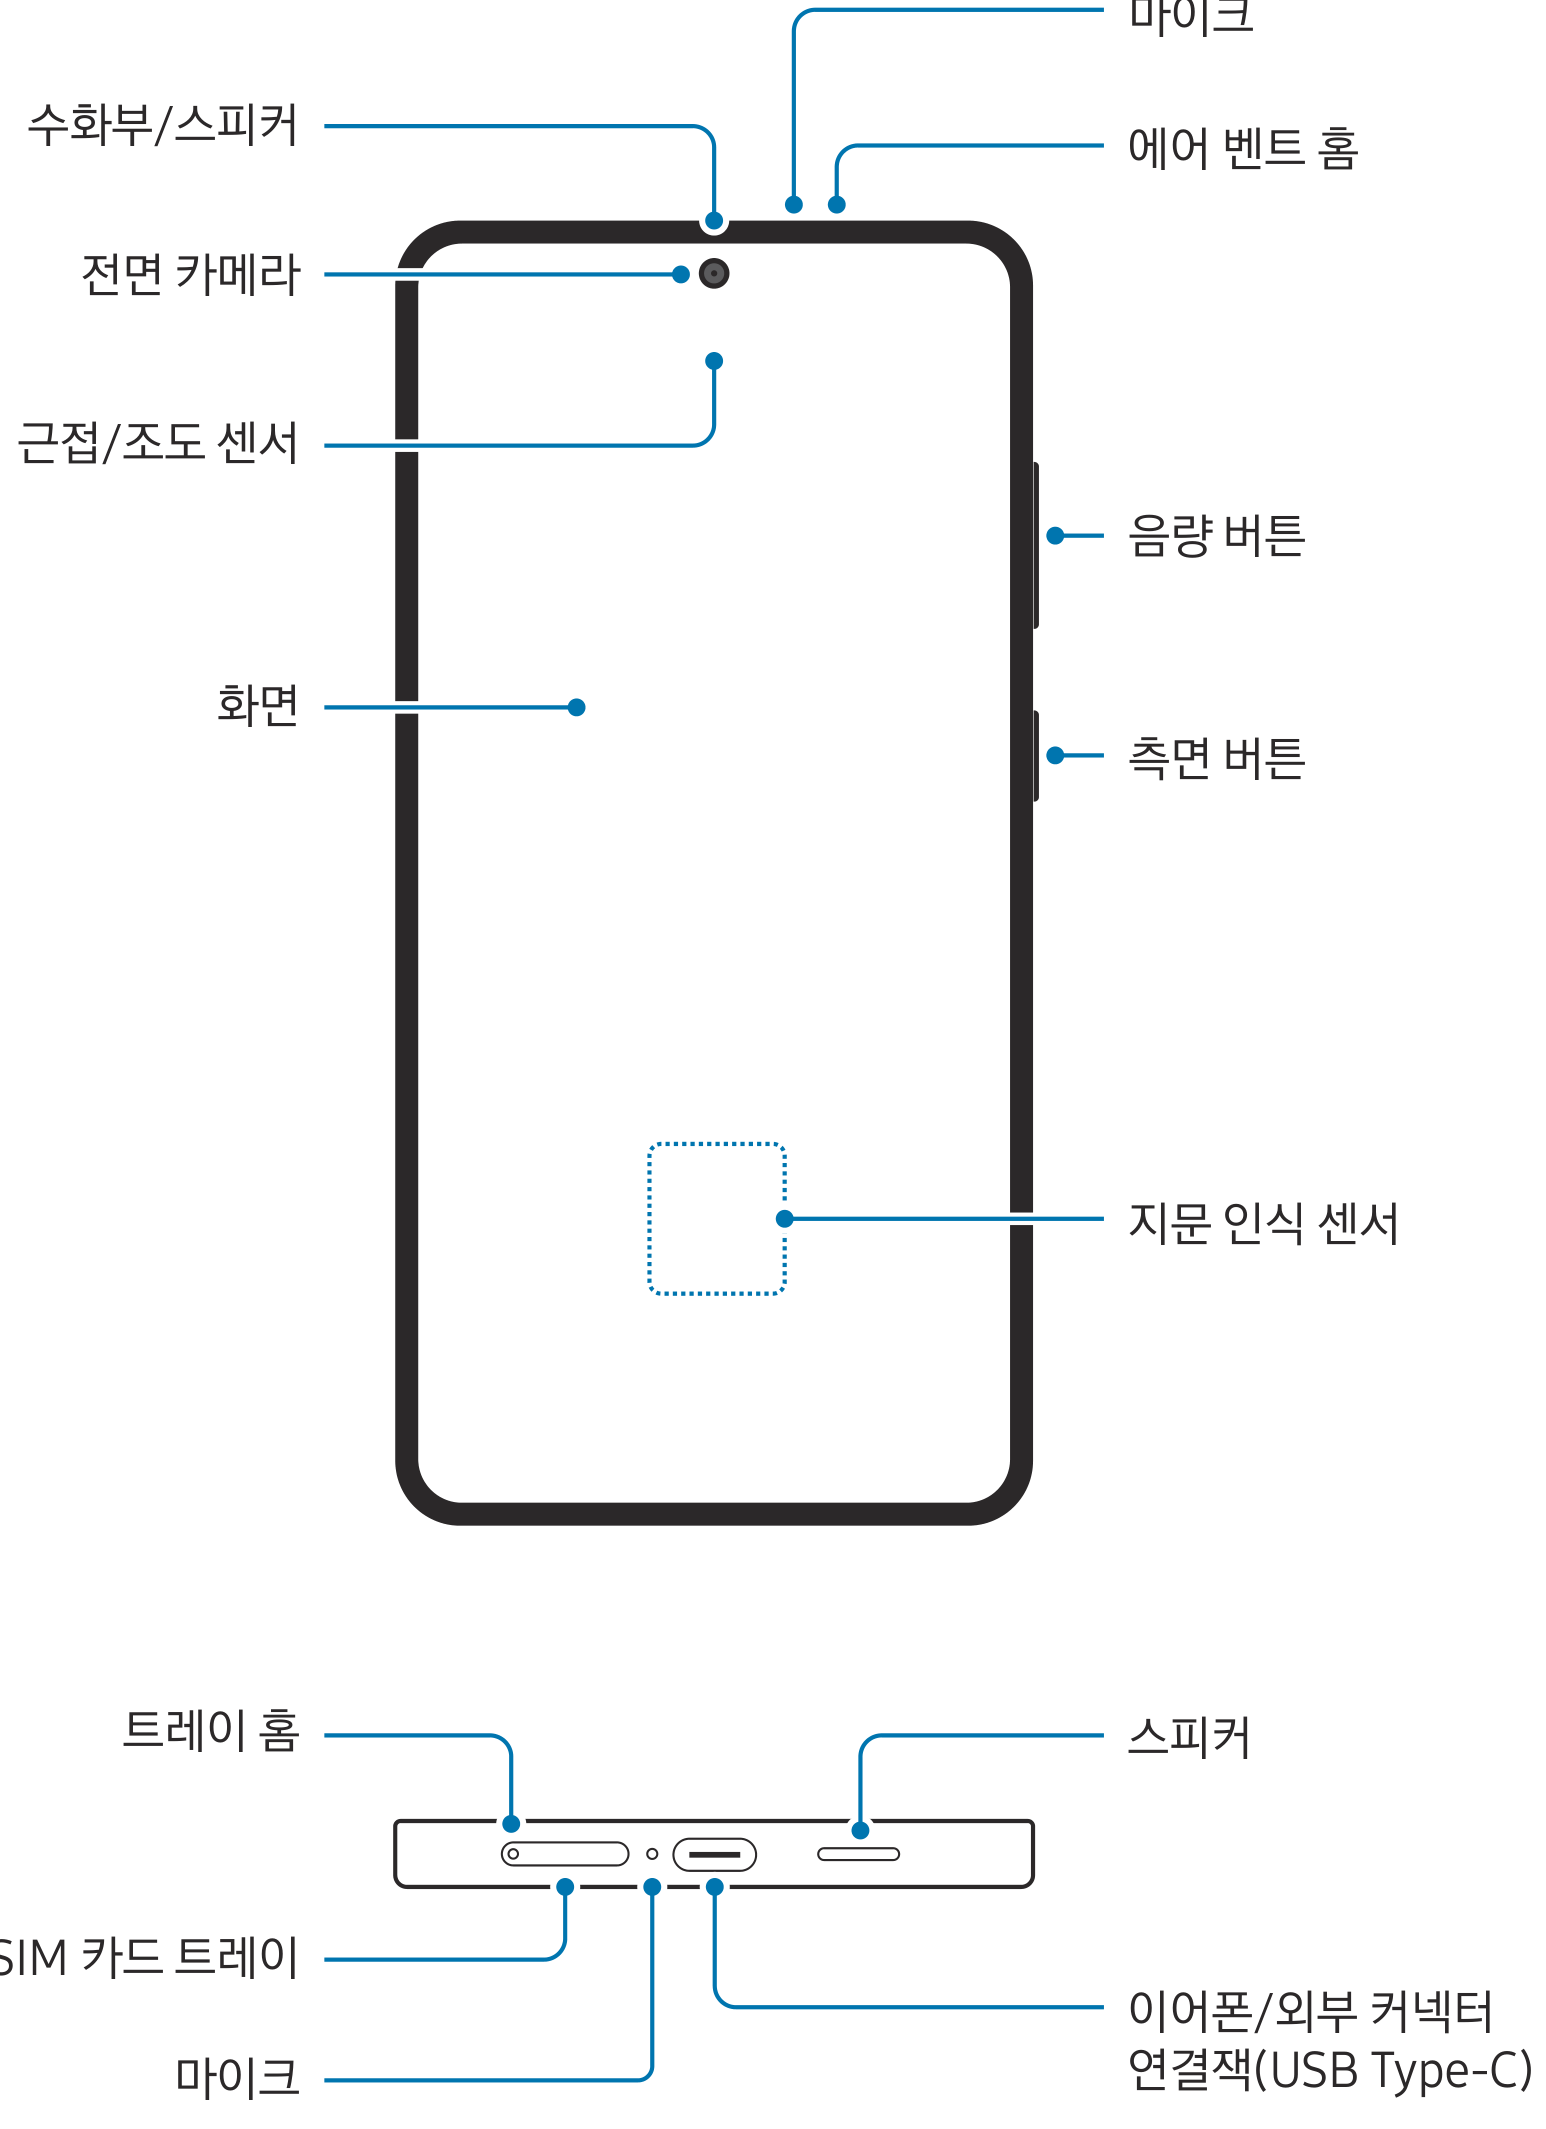 마이크
수화부/스피커
에어 벤트 홈
전면 카메라
근접/조도 센서
음량 버튼
화면
측면 버튼
지문 인식 센서
트레이 홈
스피커
SIM 카드 트레이
이어폰/외부 커넥터
연결잭(USB Type-C)
마이크